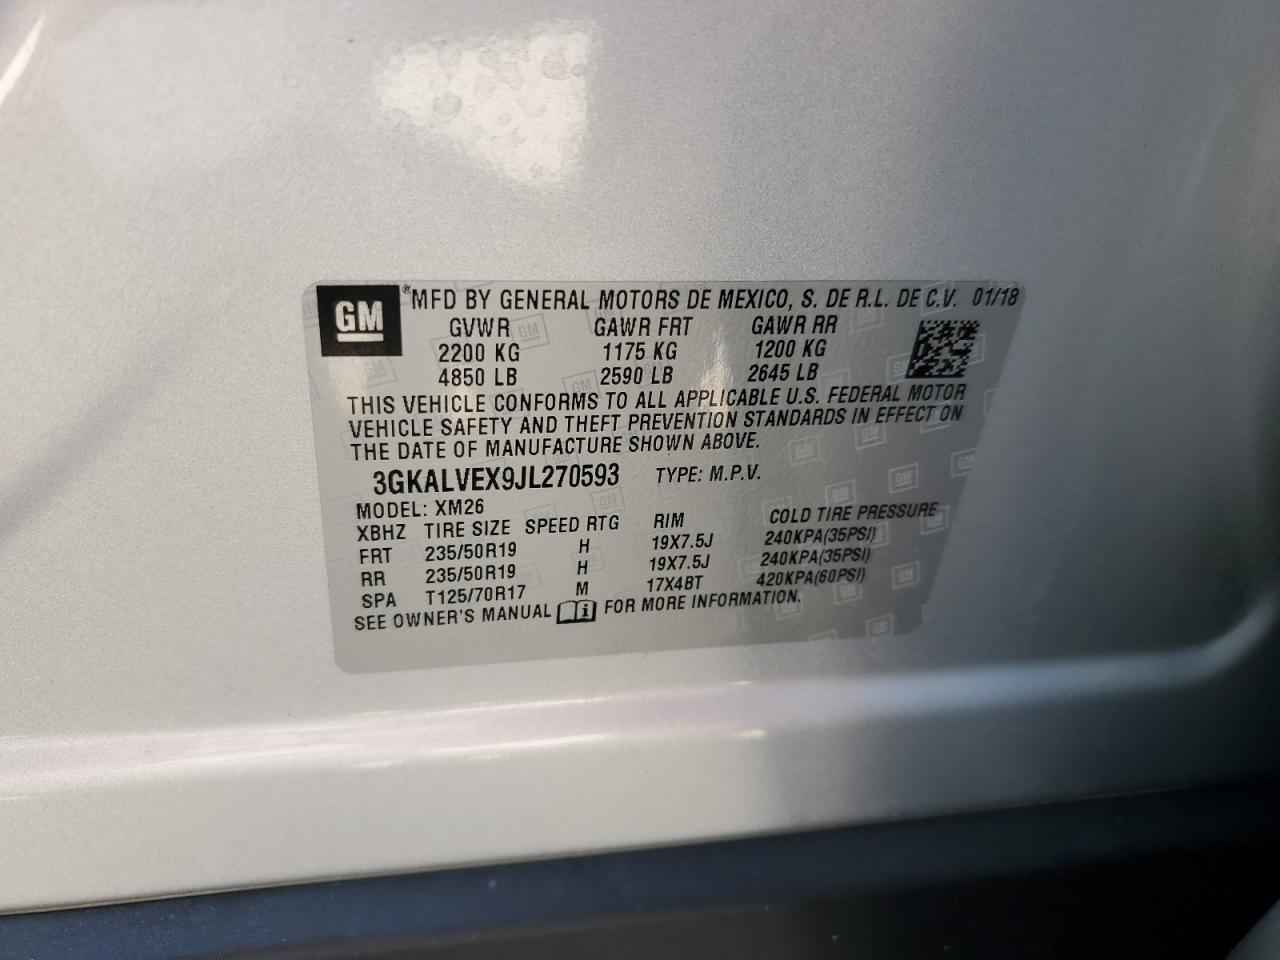 GM ®MFD BY GENERAL MOTORS DE MEXICO, S. DE R.L. DE C.V. 01/18
GVWR GAWR FRT GAWR RR
2200 KG 1175 KG 1200 KG
4850 LB 2590 LB 2645 LB
THIS VEHICLE CONFORMS TO ALL APPLICABLE U.S. FEDERAL MOTOR
VEHICLE SAFETY AND THEFT PREVENTION STANDARDS IN EFFECT ON
THE DATE OF MANUFACTURE SHOWN ABOVE.
3GKALVEX9JL270593 TYPE: M.P.V.
MODEL: XM26
XBHZ TIRE SIZE SPEED RTG RIM COLD TIRE PRESSURE
FRT 235/50R19 H 19X7.5J 240KPA(35PSI)
RR 235/50R19 H 19X7.5J 240KPA(35PSI)
SPA T125/70R17 M 17X4BT 420KPA(60PSI)
SEE OWNER'S MANUAL i FOR MORE INFORMATION.